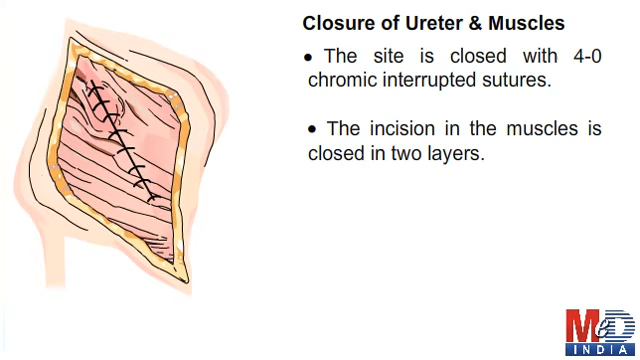 Closure of Ureter & Muscles
● The site is closed with 4-0
chromic interrupted sutures.
● The incision in the muscles is
closed in two layers.
MeD
INDIA